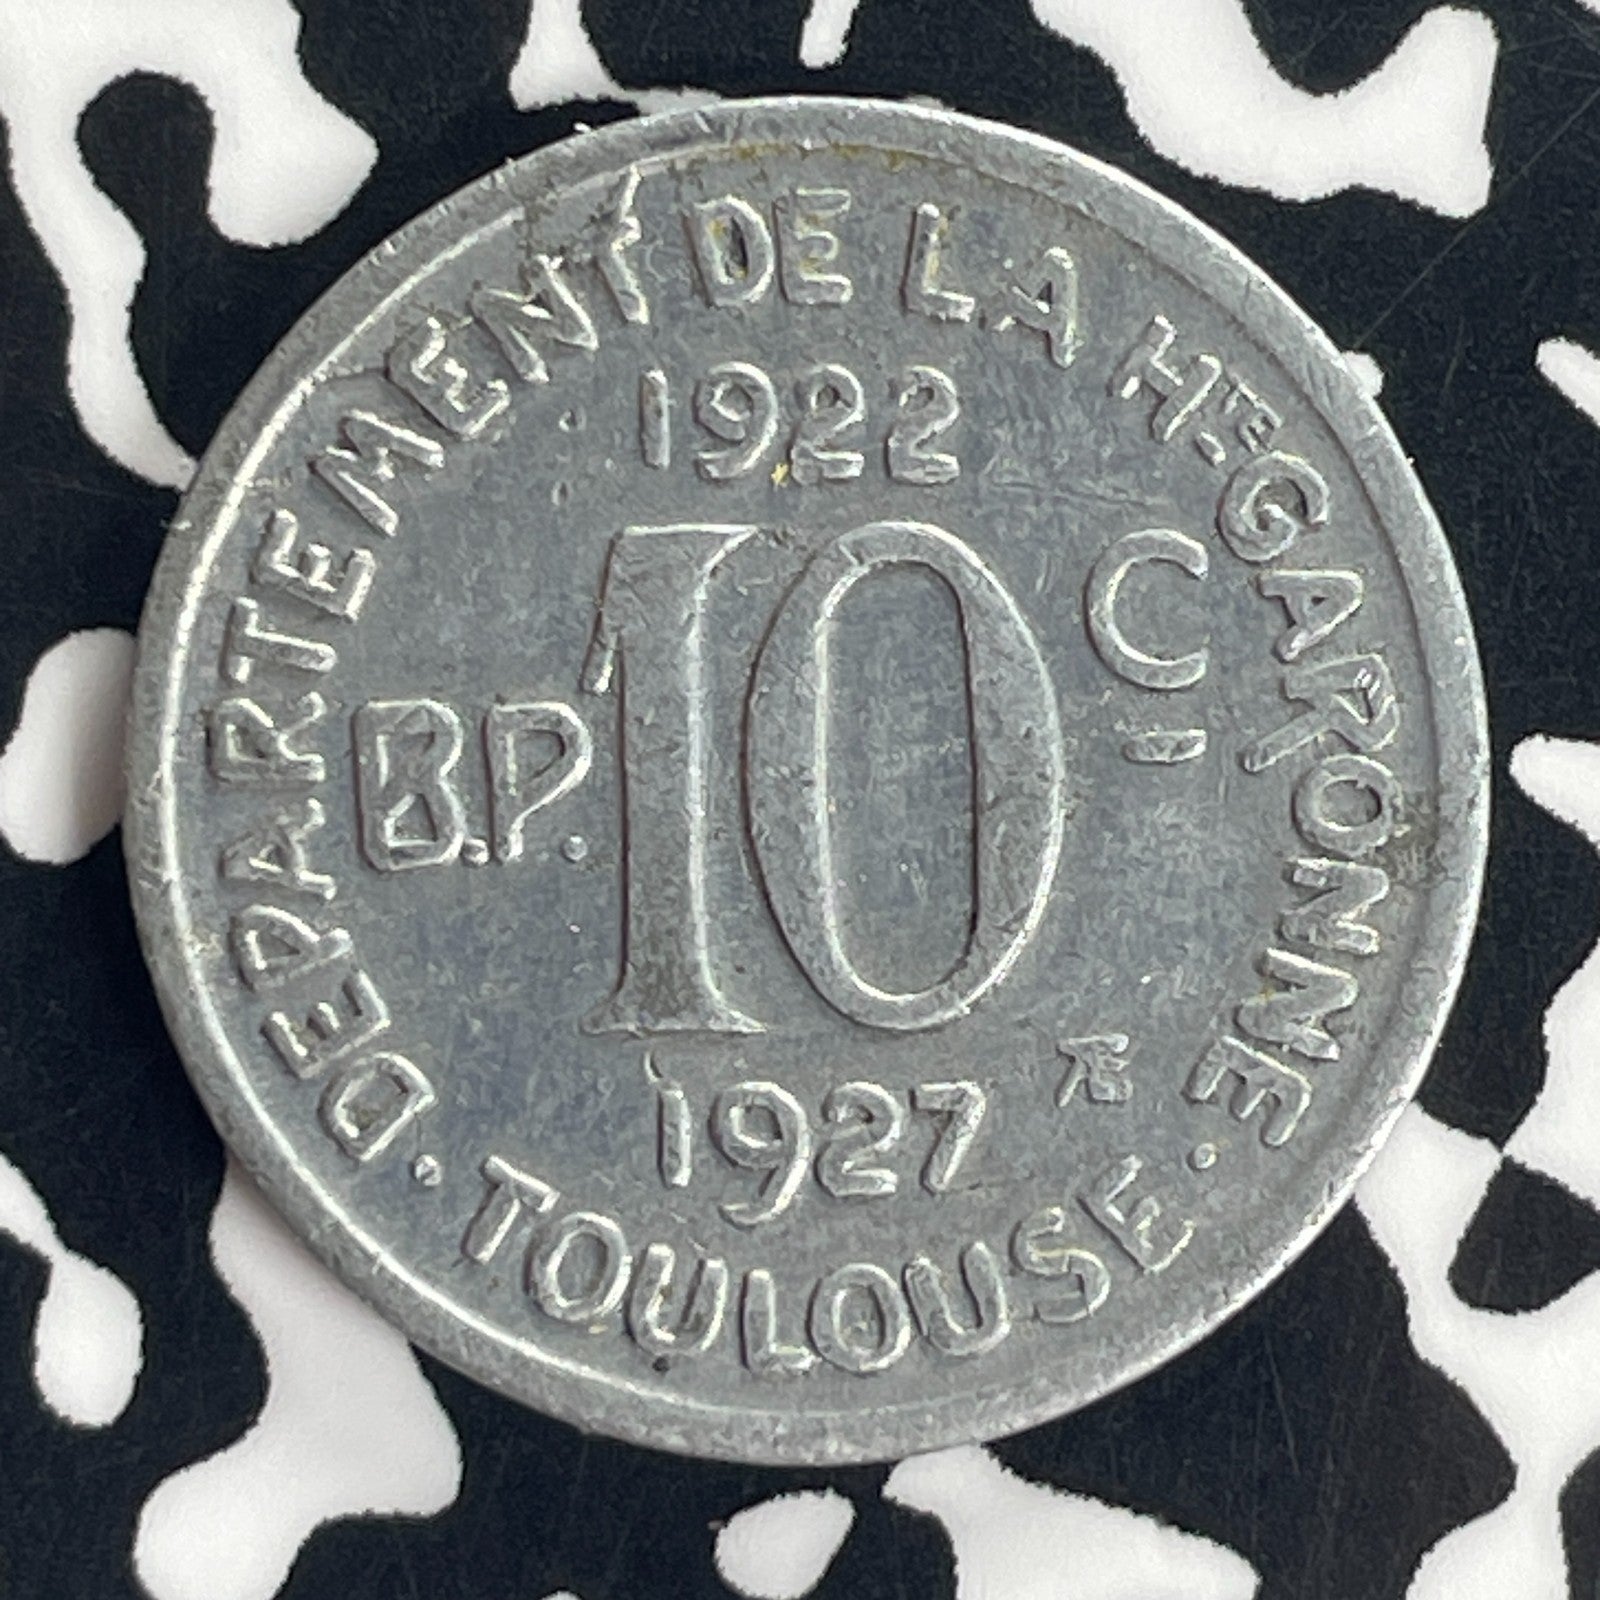 DEPARTEMENT DE LA HTE GARONNE
1922
B.P. 10 C.
1927
. TOULOUSE .